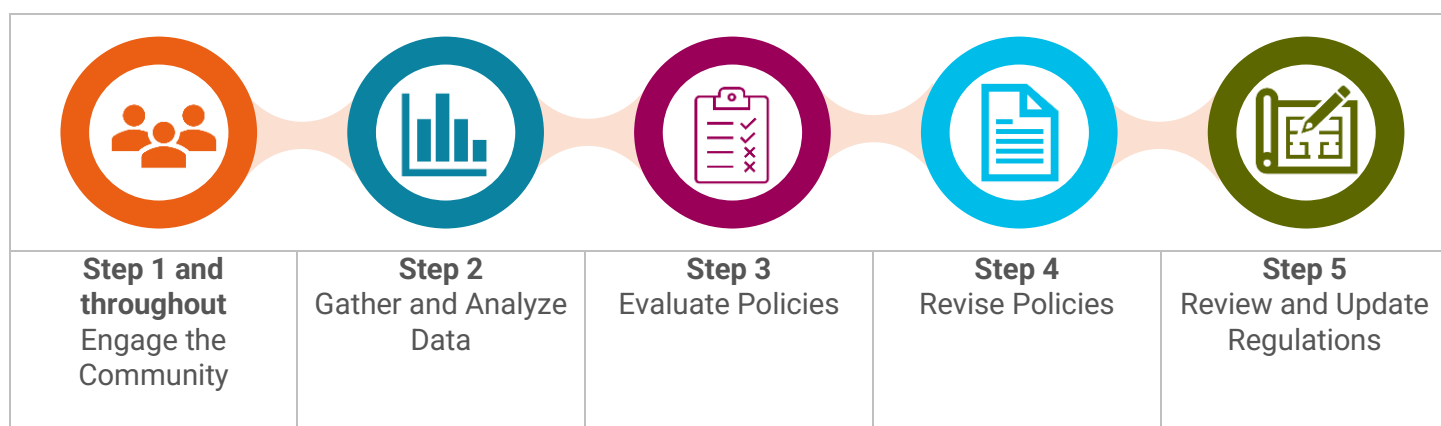 Step 1 and
throughout
Engage the
Community
Step 2
Gather and Analyze
Data
Step 3
Evaluate Policies
Step 4
Revise Policies
Step 5
Review and Update
Regulations